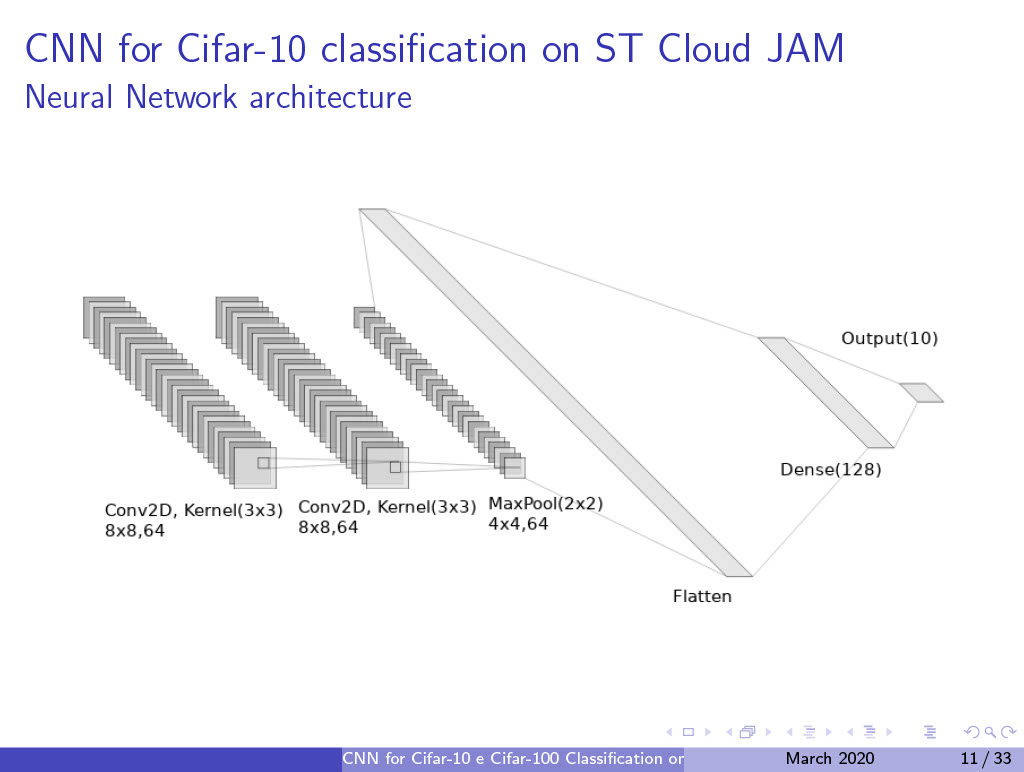 CNN for Cifar-10 classification on ST Cloud JAM
Neural Network architecture
Output(10)
Dense(128)
Conv2D, Kernel(3x3)
8x8,64
Conv2D, Kernel(3x3)
8x8,64
MaxPool(2x2)
4x4,64
Flatten
CNN for Cifar-10 e Cifar-100 Classification or
March 2020
11 / 33